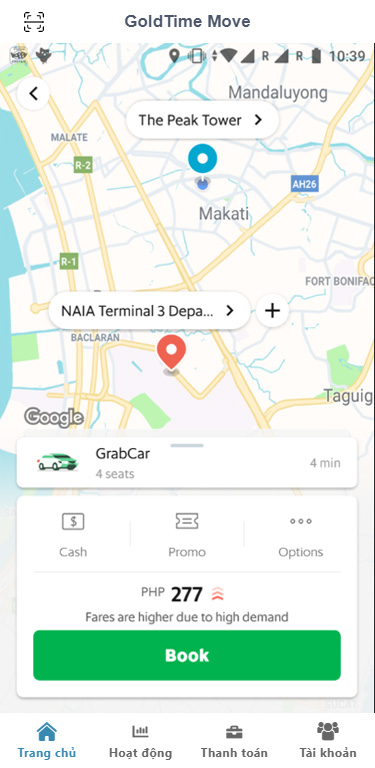 GoldTime Move
R
R
10:39
Mandaluyong
The Peak Tower
MALATE
R-2
AH26
Makati
R-1
FORT BONIFAC
NAIA Terminal 3 Depa...
BACLARAN
Taguig
Google
GrabCar
4 seats
4 min
Cash
Promo
Options
PHP 277
Fares are higher due to high demand
Book
Trang chủ
Hoạt động
Thanh toán
Tài khoản